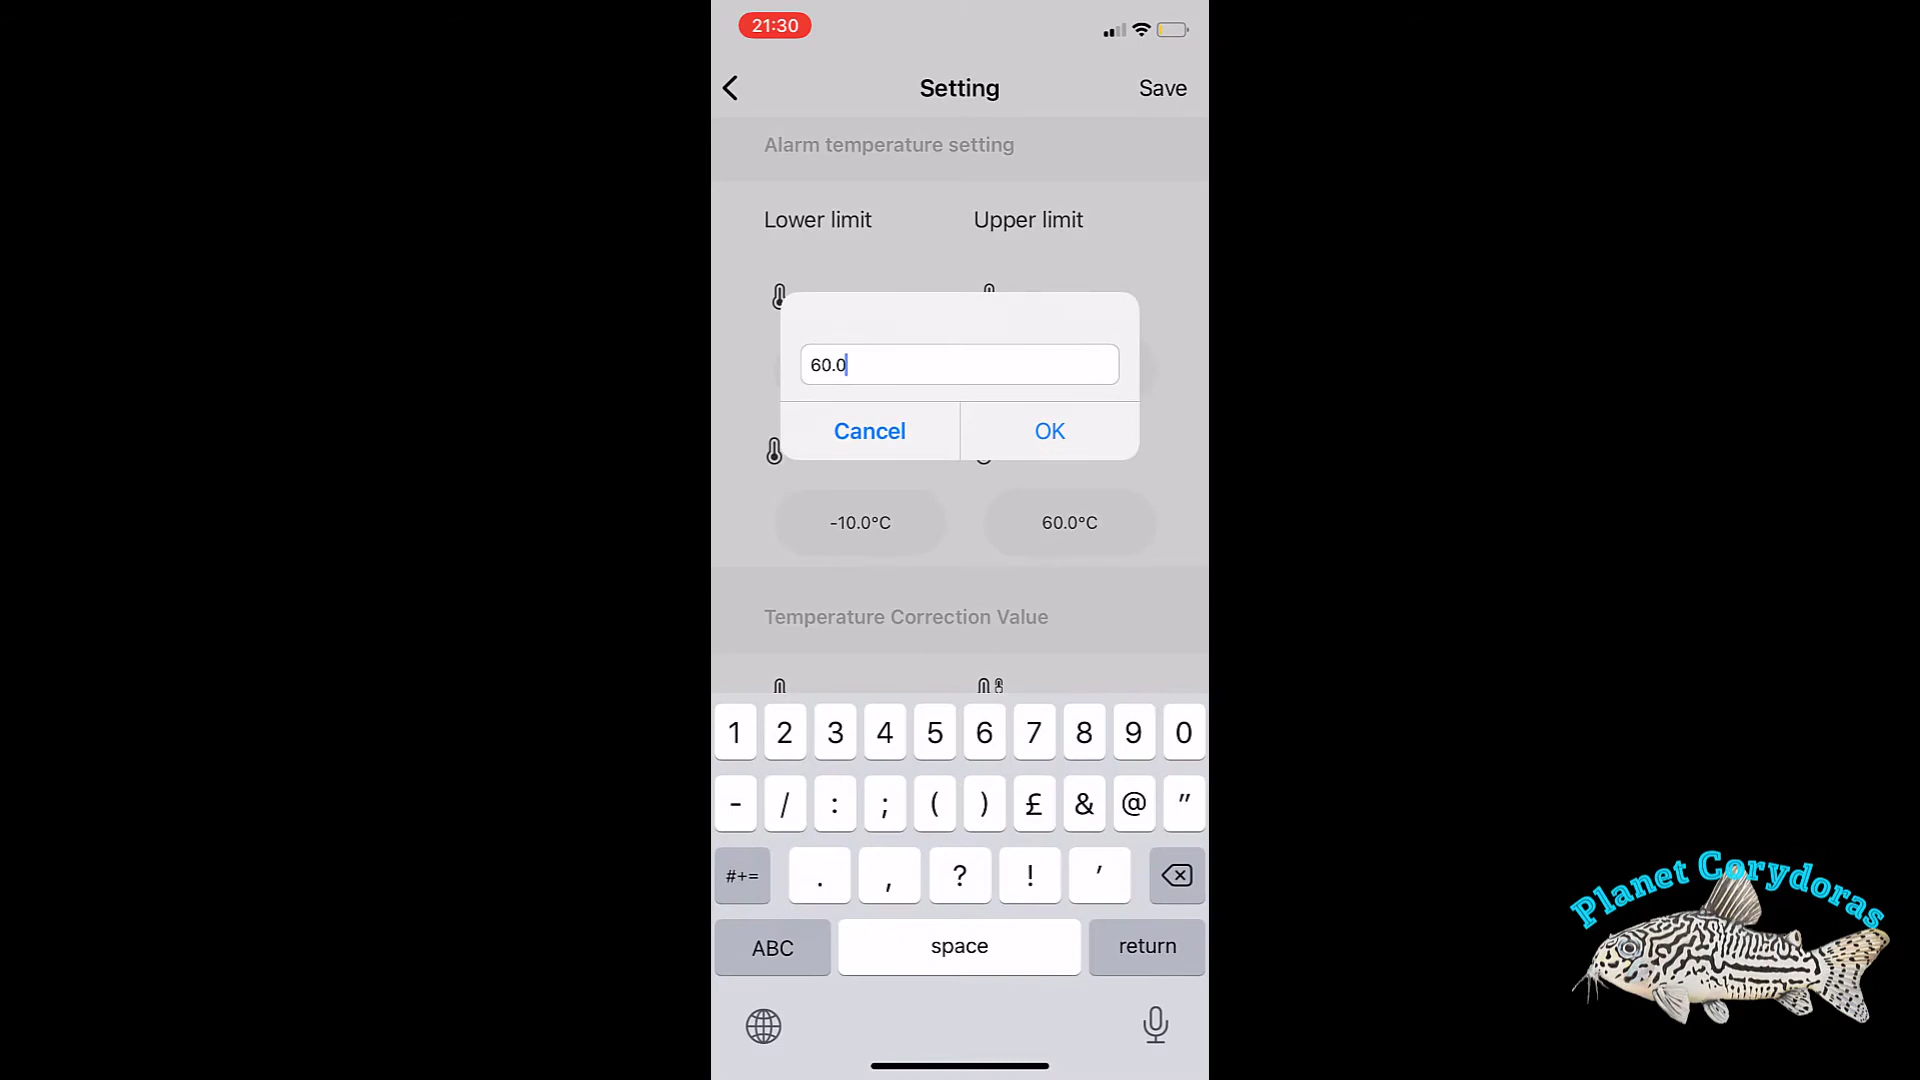 21:30
Setting
Save
Alarm temperature setting
Lower limit
Upper limit
60.0
Cancel
OK
-10.0°C
60.0°C
Temperature Correction Value
1 2 3 4 5 6 7 8 9 0
- / : ; ( ) £ & @ "
#+= . , ? ! ’
ABC space return
Planet Corydoras